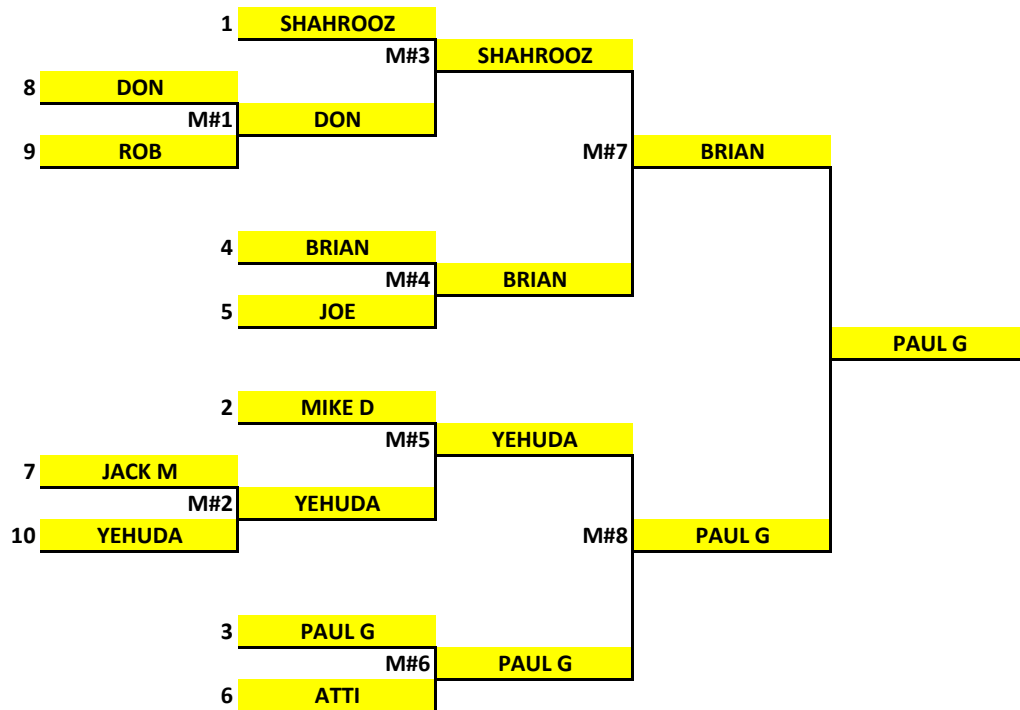 1 SHAHROOZ
M#3 SHAHROOZ
8 DON
M#1 DON
9 ROB
M#7 BRIAN
4 BRIAN
M#4 BRIAN
5 JOE
PAUL G
2 MIKE D
M#5 YEHUDA
7 JACK M
M#2 YEHUDA
10 YEHUDA
M#8 PAUL G
3 PAUL G
M#6 PAUL G
6 ATTI